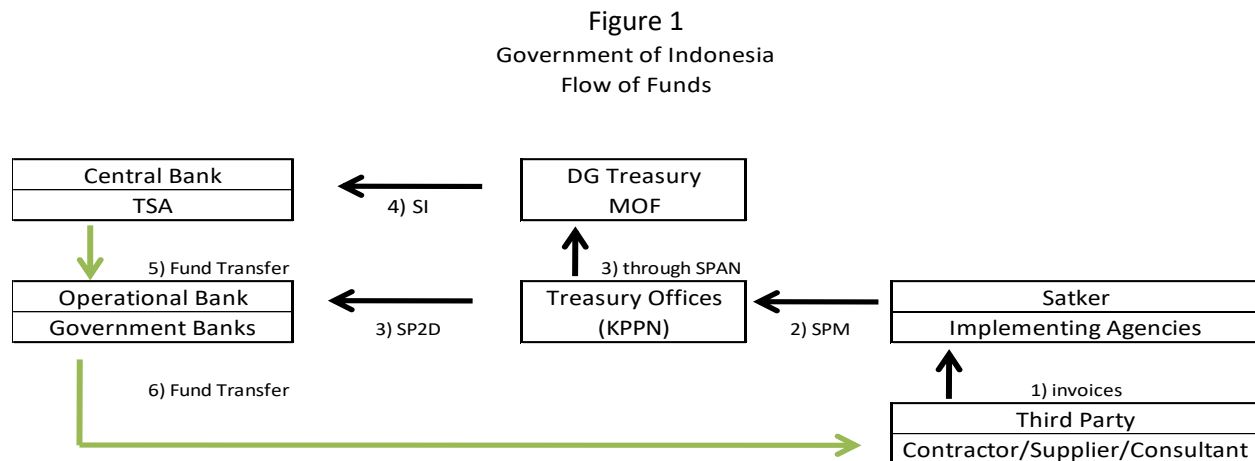 Figure 1
Government of Indonesia
Flow of Funds
Central Bank
TSA
4) SI
DG Treasury
MOF
5) Fund Transfer
3) through SPAN
Operational Bank
Government Banks
3) SP2D
Treasury Offices
(KPPN)
2) SPM
Satker
Implementing Agencies
6) Fund Transfer
1) invoices
Third Party
Contractor/Supplier/Consultant